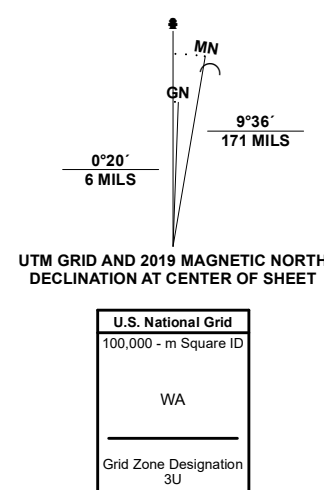 MN
GN
9°36´
171 MILS
0°20´
6 MILS
UTM GRID AND 2019 MAGNETIC NORTH
DECLINATION AT CENTER OF SHEET
U.S. National Grid
100,000 - m Square ID
WA
Grid Zone Designation
3U